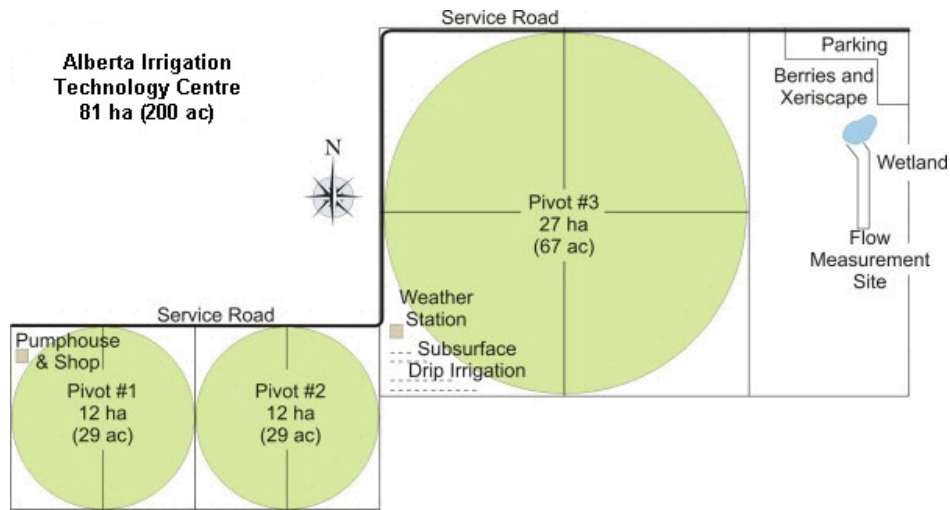 Service Road
Alberta Irrigation
Technology Centre
81 ha (200 ac)
Parking
Berries and
Xeriscape
N
Wetland
Pivot #3
27 ha
(67 ac)
Flow
Measurement
Site
Weather
Station
Service Road
Subsurface
Drip Irrigation
Pumphouse
& Shop
Pivot #1
12 ha
(29 ac)
Pivot #2
12 ha
(29 ac)